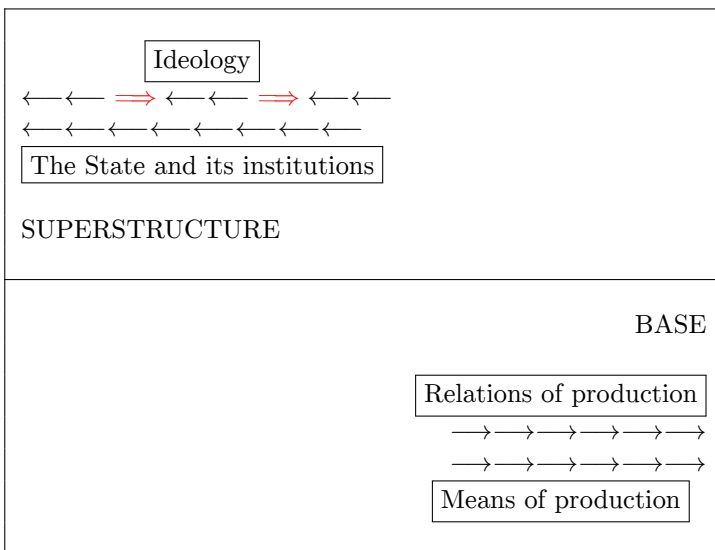 Ideology
The State and its institutions
SUPERSTRUCTURE
BASE
Relations of production
Means of production